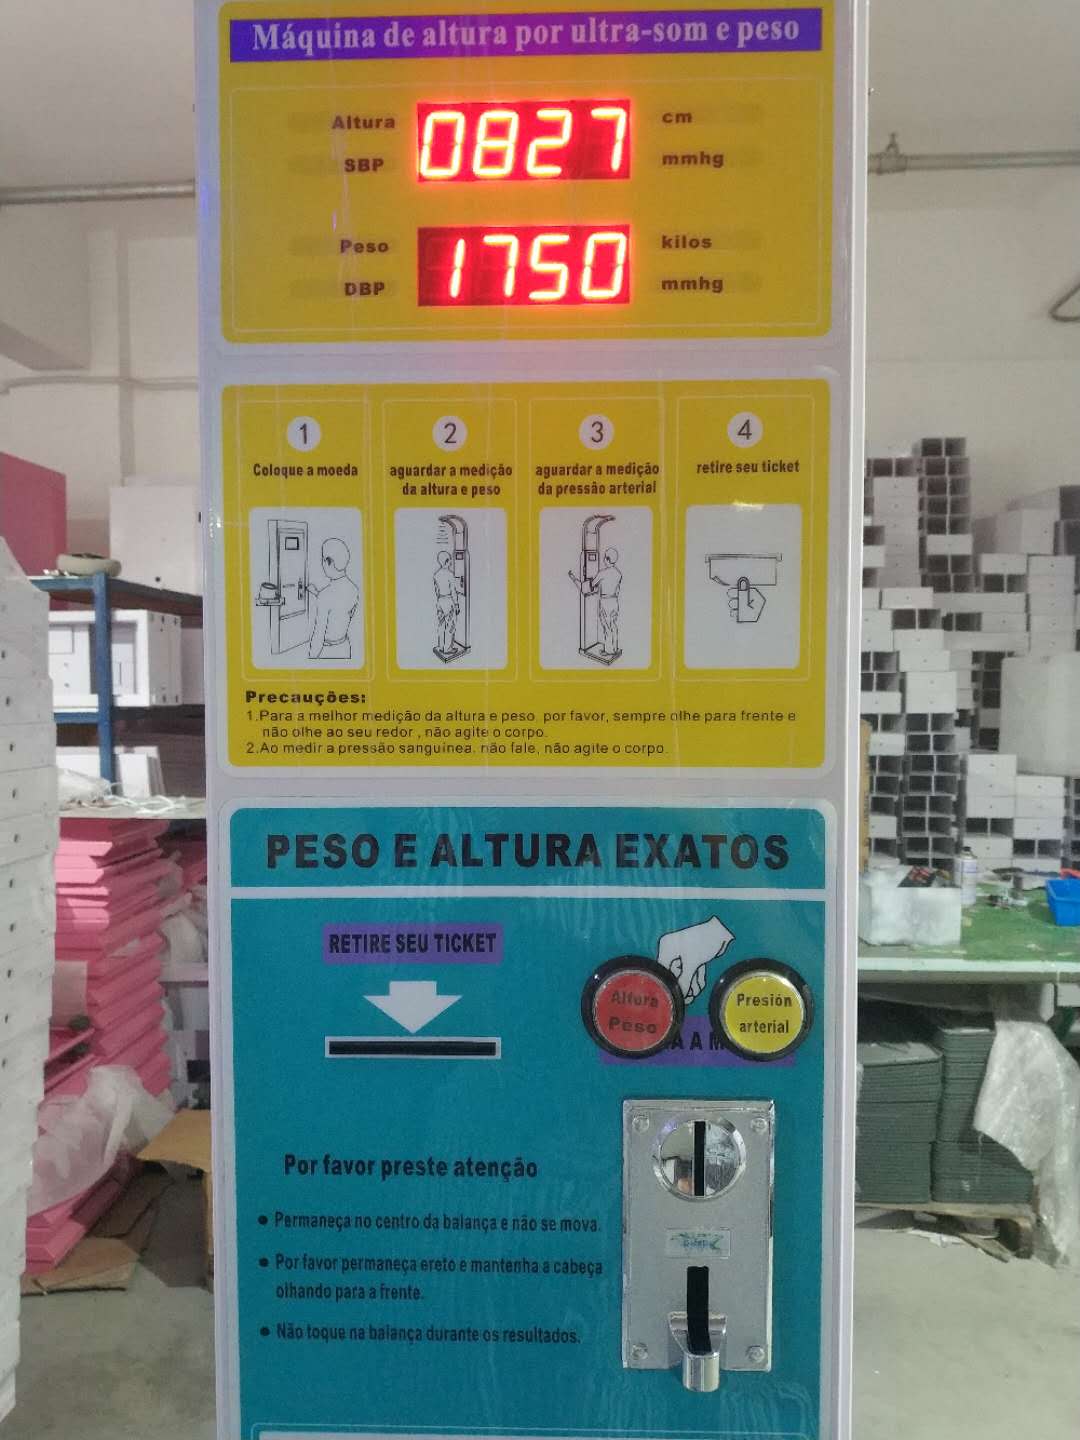 Máquina de altura por ultra-som e peso
Altura 0827 cm
SBP mmhg
Peso 1750 kilos
DBP mmhg
1
Coloque a moeda
2
aguardar a medição
da altura e peso
3
aguardar a medição
da pressão arterial
4
retire seu ticket
Precauções:
1.Para a melhor medição da altura e peso, por favor, sempre olhe para frente e
não olhe ao seu redor , não agite o corpo.
2.Ao medir a pressão sanguínea, não fale, não agite o corpo.
PESO E ALTURA EXATOS
RETIRE SEU TICKET
Altura
Peso
Presión
arterial
A M
Por favor preste atenção
● Permaneça no centro da balança e não se mova.
● Por favor permaneça ereto e mantenha a cabeça
olhando para a frente.
● Não toque na balança durante os resultados.